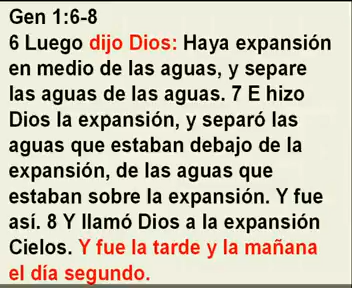 Gen 1:6-8
6 Luego dijo Dios: Haya expansión
en medio de las aguas, y separe
las aguas de las aguas. 7 E hizo
Dios la expansión, y separó las
aguas que estaban debajo de la
expansión, de las aguas que
estaban sobre la expansión. Y fue
así. 8 Y llamó Dios a la expansión
Cielos. Y fue la tarde y la mañana
el día segundo.